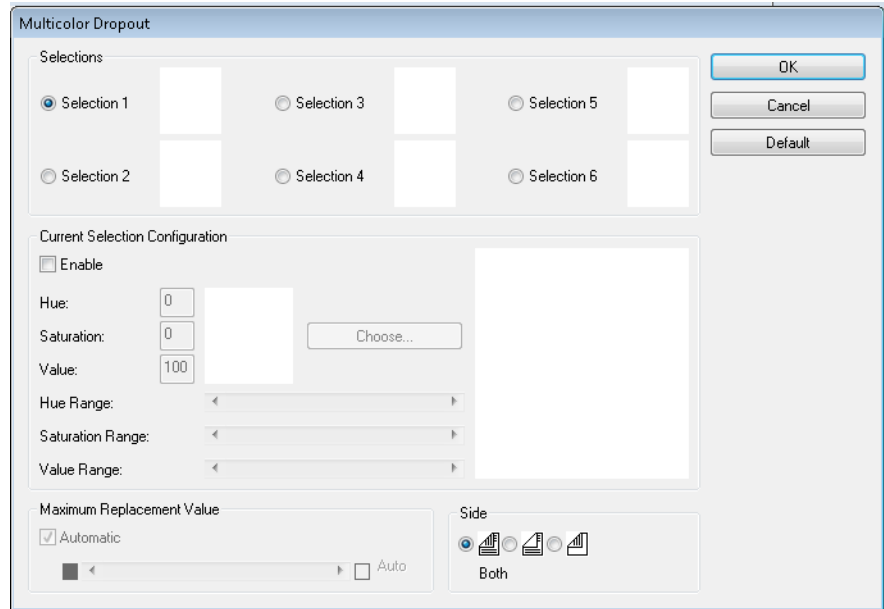 Multicolor Dropout
Selections
Selection 1
Selection 3
Selection 5
Selection 2
Selection 4
Selection 6
OK
Cancel
Default
Current Selection Configuration
Enable
Hue: 0
Saturation: 0
Choose...
Value: 100
Hue Range:
Saturation Range:
Value Range:
Maximum Replacement Value
Automatic
Auto
Side
Both